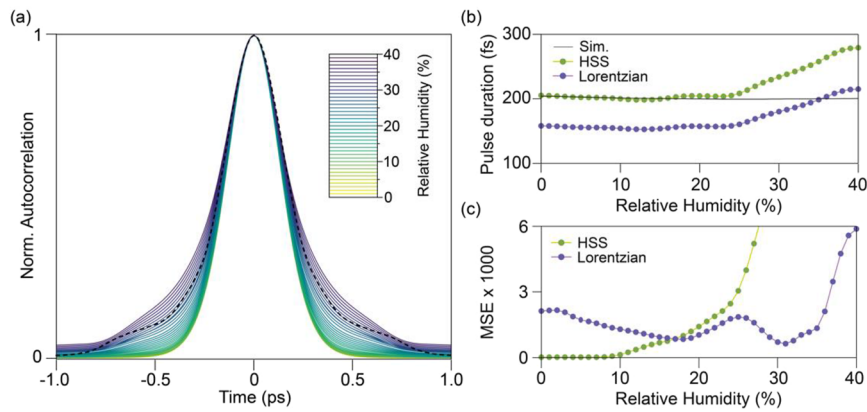 (a)
1
Norm. Autocorrelation
0
-1.0
-0.5
0
0.5
1.0
Time (ps)
40
30
20
10
0
Relative Humidity (%)
(b)
300
200
100
Pulse duration (fs)
Sim.
HSS
Lorentzian
0
10
20
30
40
Relative Humidity (%)
(c)
6
3
0
MSE x 1000
HSS
Lorentzian
0
10
20
30
40
Relative Humidity (%)